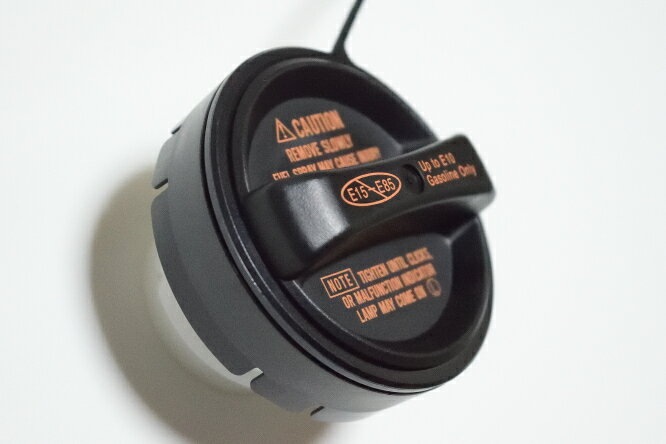 ⚠ CAUTION
REMOVE SLOWLY
FUEL SPRAY MAY CAUSE INJURY
E15~E85
Up to E10
Gasoline Only
NOTE TIGHTEN UNTIL CLICKS
OR MALFUNCTION INDICATOR
LAMP MAY COME ON